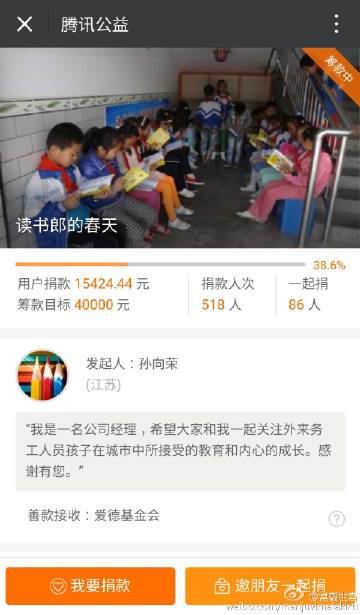 腾讯公益
筹款中
读书郎的春天
38.6%
用户捐款 15424.44 元
筹款目标 40000 元
捐款人次
518 人
一起捐
86 人
发起人：孙向荣
(江苏)
“我是一名公司经理，希望大家和我一起关注外来务
工人员孩子在城市中所接受的教育和内心的成长。感
谢有您。”
善款接收：爱德基金会
我要捐款
邀朋友一起捐